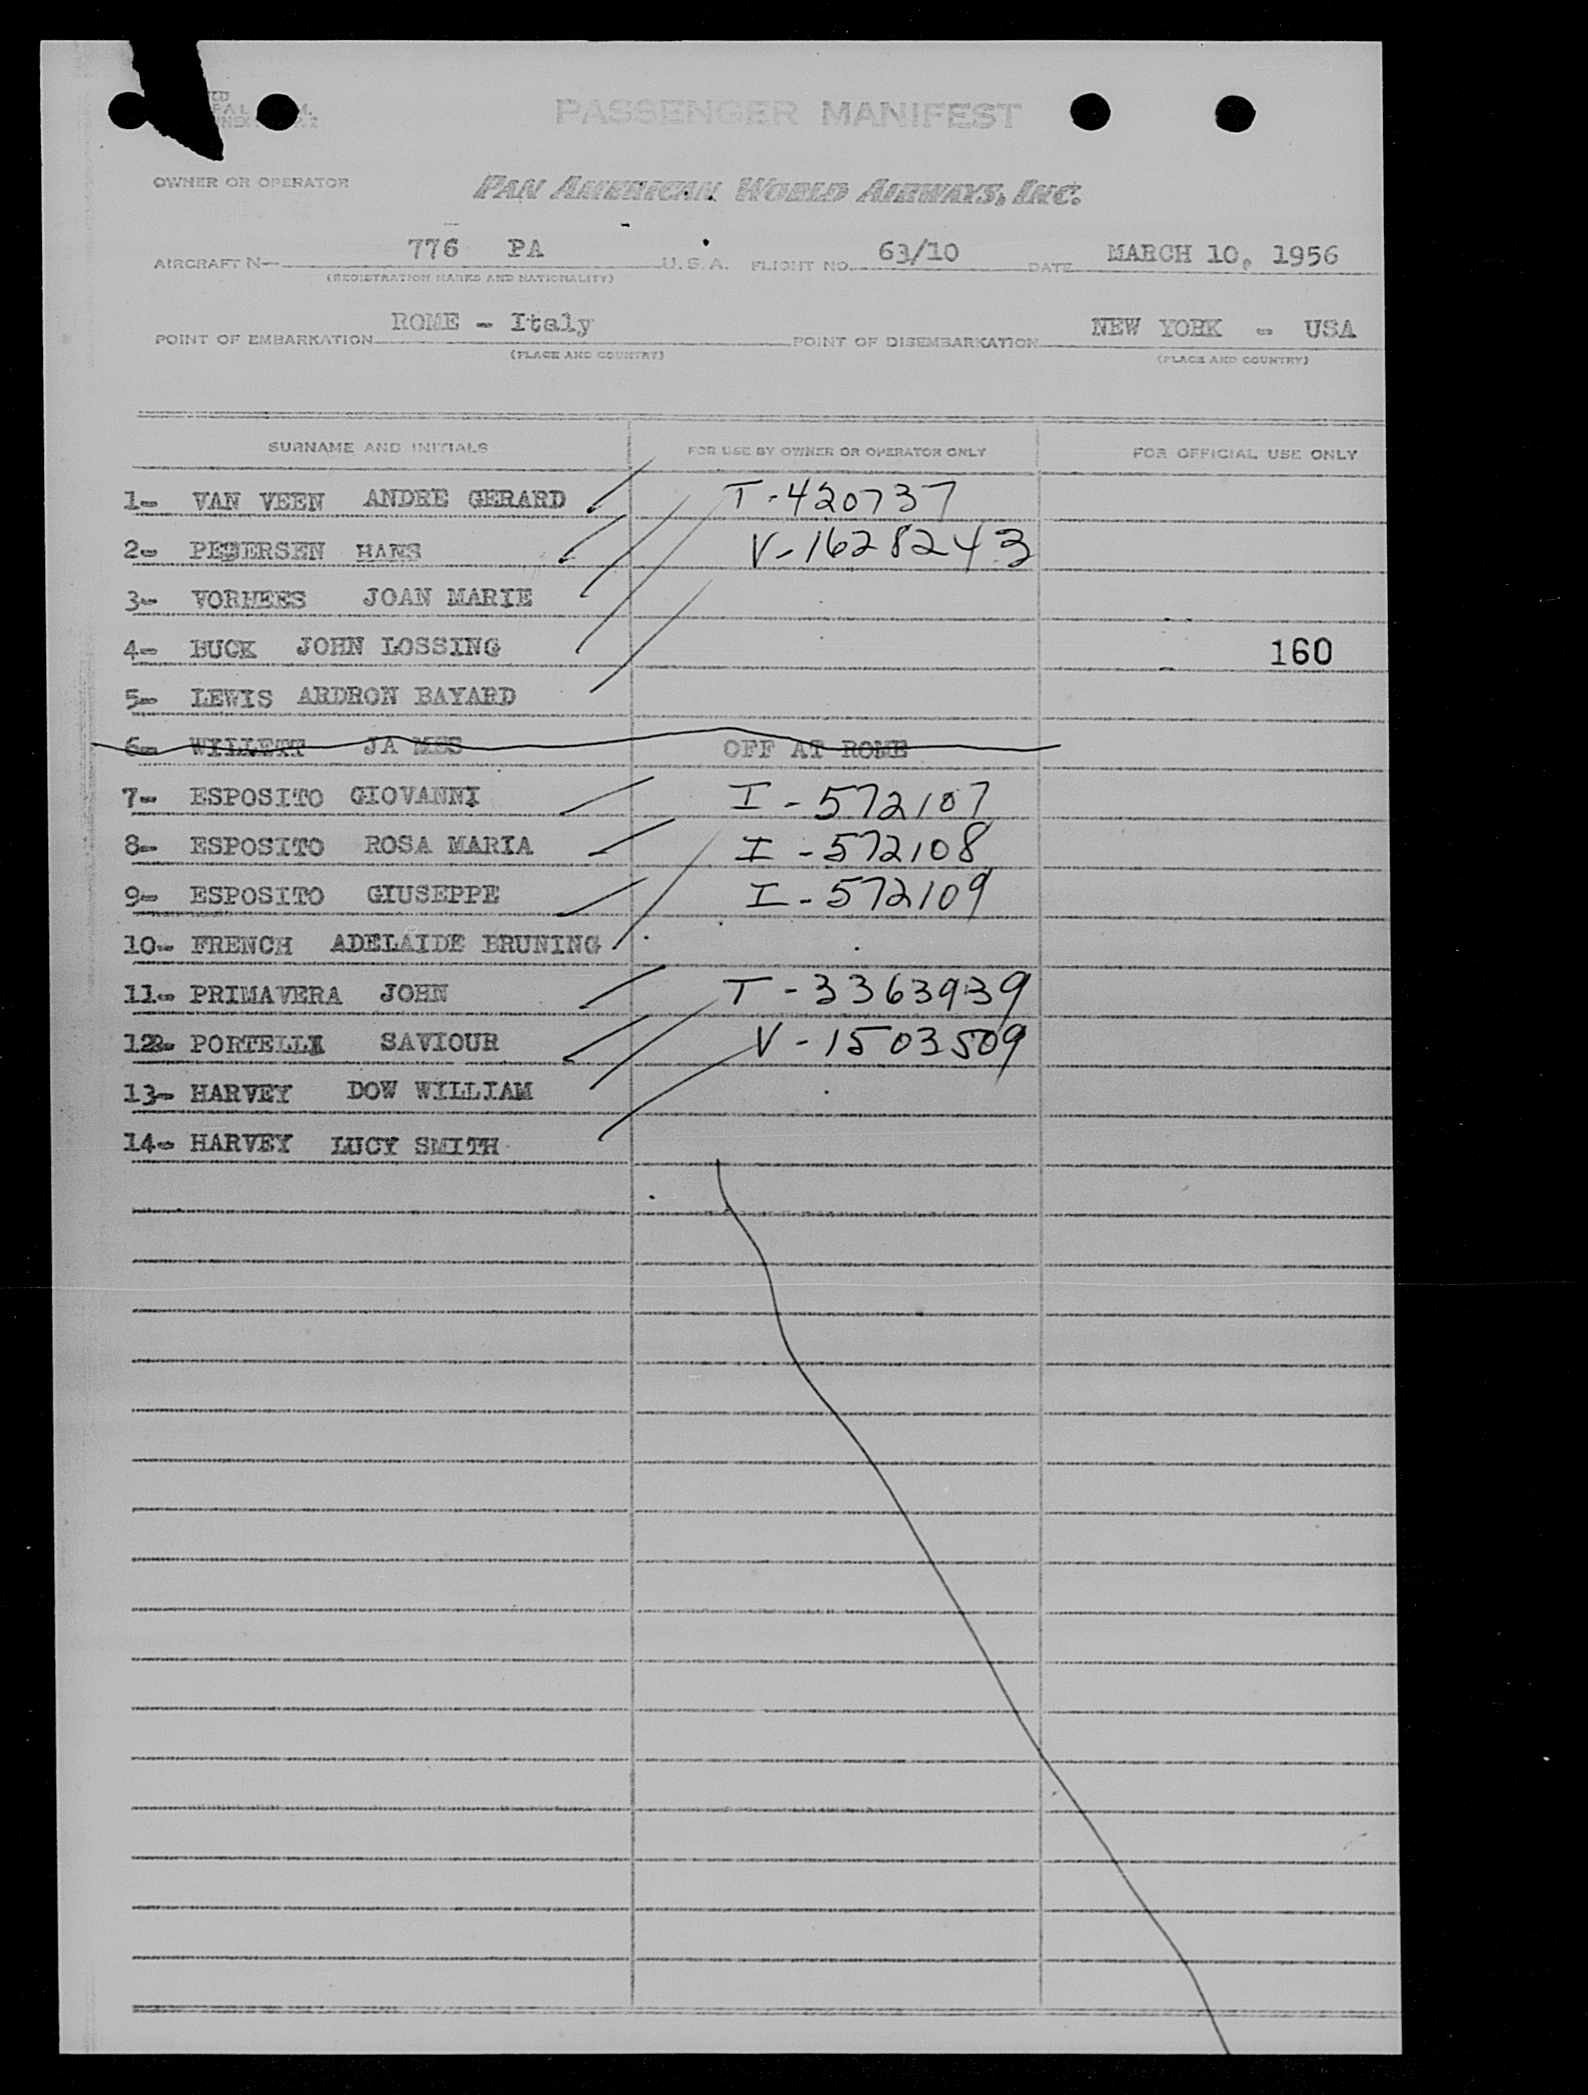 PASSENGER MANIFEST
OWNER OR OPERATOR PAN AMERICAN WORLD AIRWAYS, INC.
AIRCRAFT N— 776 PA U.S.A. FLIGHT NO. 63/10 DATE MARCH 10, 1956
(REGISTRATION MARKS AND NATIONALITY)
POINT OF EMBARKATION ROME - Italy POINT OF DISEMBARKATION NEW YORK - USA
(PLACE AND COUNTRY) (PLACE AND COUNTRY)
SURNAME AND INITIALS FOR USE BY OWNER OR OPERATOR ONLY FOR OFFICIAL USE ONLY
1- VAN VEEN ANDRE GERARD T-420737
2- PEDERSEN HANS V-1628243
3- VORHEES JOAN MARIE
4- BUCK JOHN LOSSING 160
5- LEWIS ARDRON BAYARD
6- WILLETT JA MES OFF AT ROME
7- ESPOSITO GIOVANNI I-572107
8- ESPOSITO ROSA MARIA I-572108
9- ESPOSITO GIUSEPPE I-572109
10- FRENCH ADELAIDE BRUNING
11- PRIMAVERA JOHN T-3363939
12- PORTELLI SAVIOUR V-1503509
13- HARVEY DOW WILLIAM
14- HARVEY LUCY SMITH